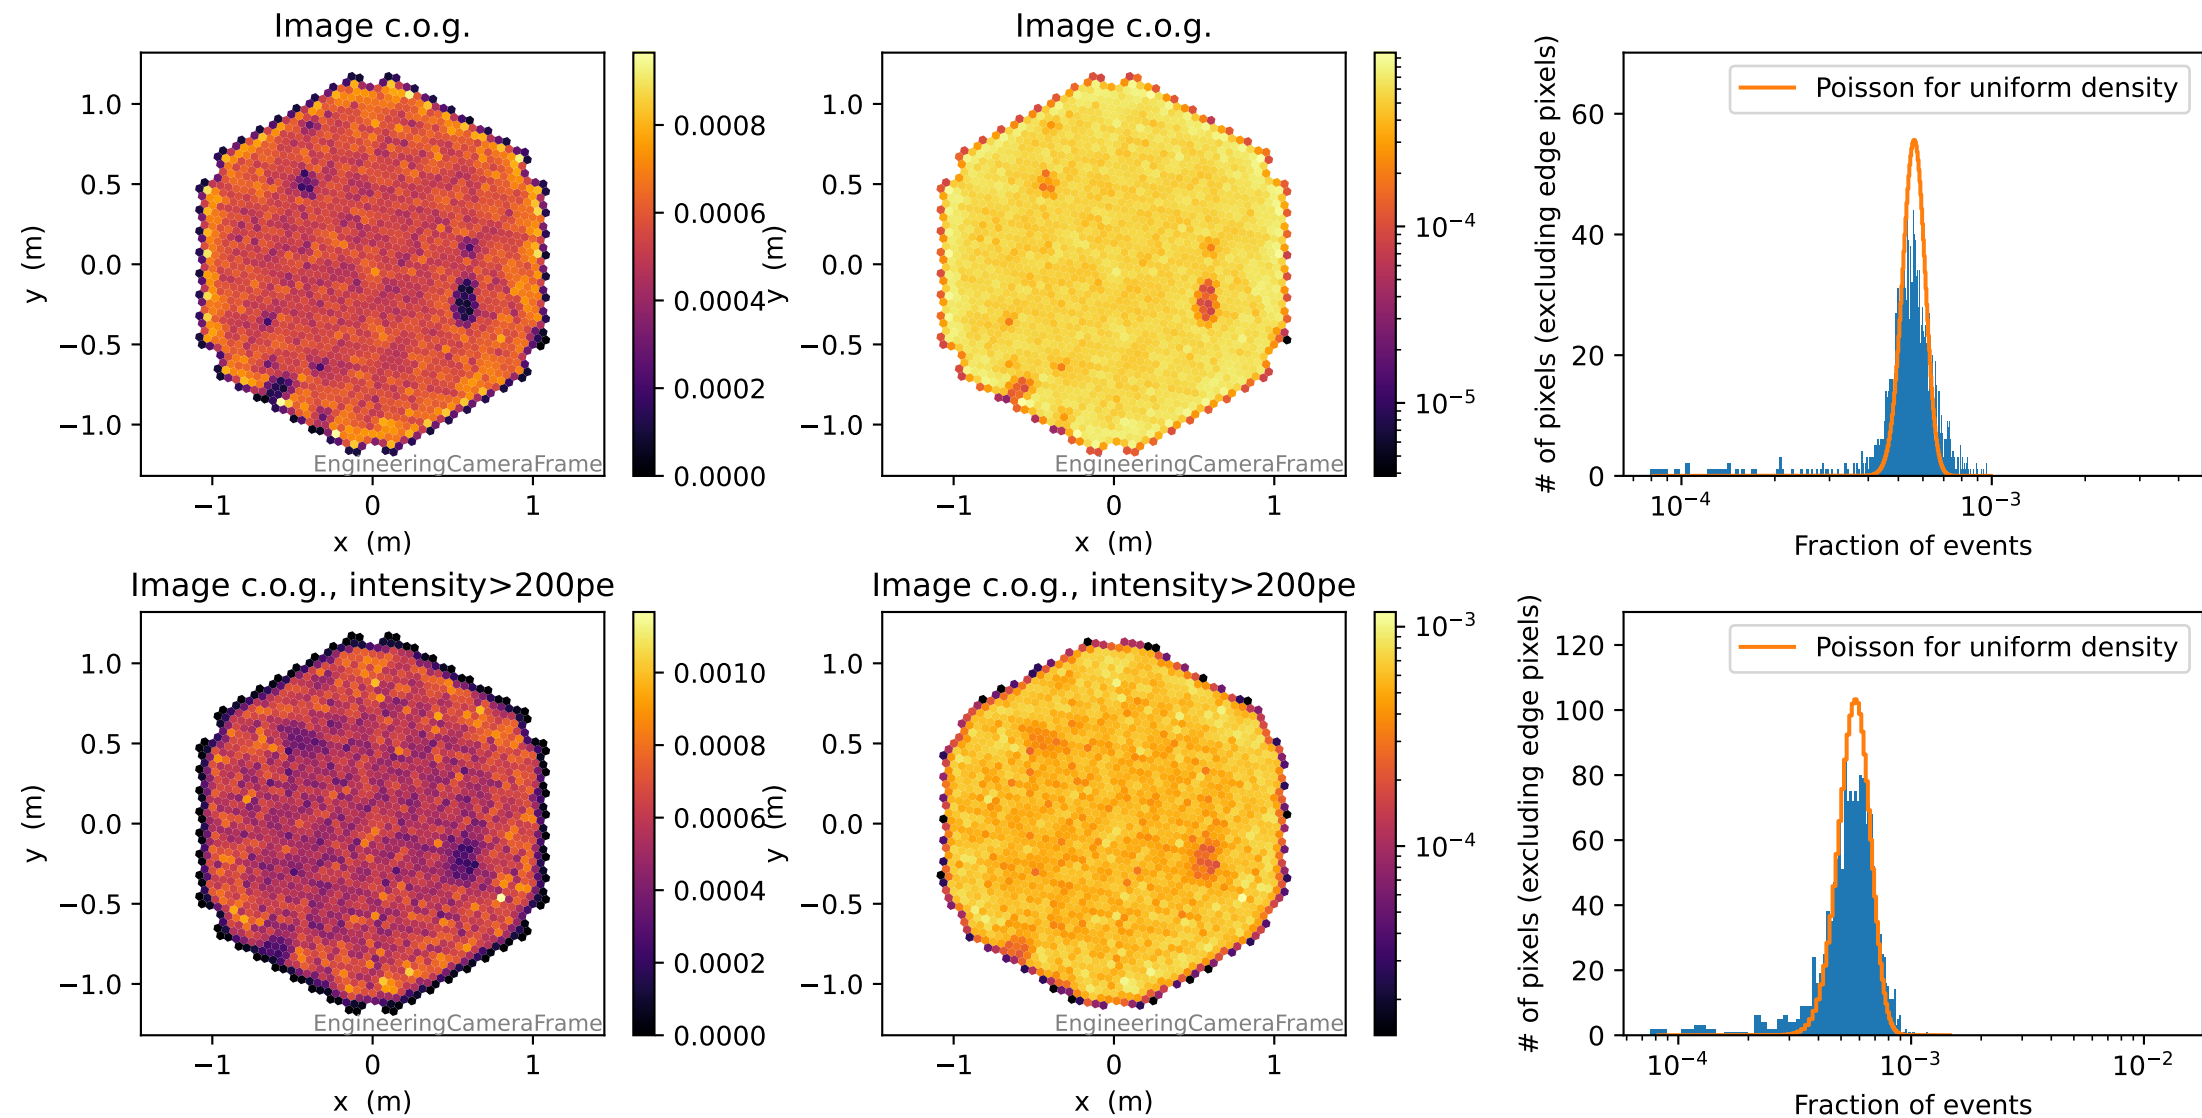 Image c.o.g.
y (m)
1.0
0.5
0.0
−0.5
−1.0
−1 0 1
x (m)
EngineeringCameraFrame
0.0008
0.0006
0.0004
0.0002
0.0000
Image c.o.g.
y (m)
1.0
0.5
0.0
−0.5
−1.0
−1 0 1
x (m)
EngineeringCameraFrame
10⁻⁴
10⁻⁵
# of pixels (excluding edge pixels)
60
40
20
0
Poisson for uniform density
10⁻⁴ 10⁻³
Fraction of events
Image c.o.g., intensity>200pe
y (m)
1.0
0.5
0.0
−0.5
−1.0
−1 0 1
x (m)
EngineeringCameraFrame
0.0010
0.0008
0.0006
0.0004
0.0002
0.0000
Image c.o.g., intensity>200pe
y (m)
1.0
0.5
0.0
−0.5
−1.0
−1 0 1
x (m)
EngineeringCameraFrame
10⁻³
10⁻⁴
# of pixels (excluding edge pixels)
120
100
80
60
40
20
0
Poisson for uniform density
10⁻⁴ 10⁻³ 10⁻²
Fraction of events